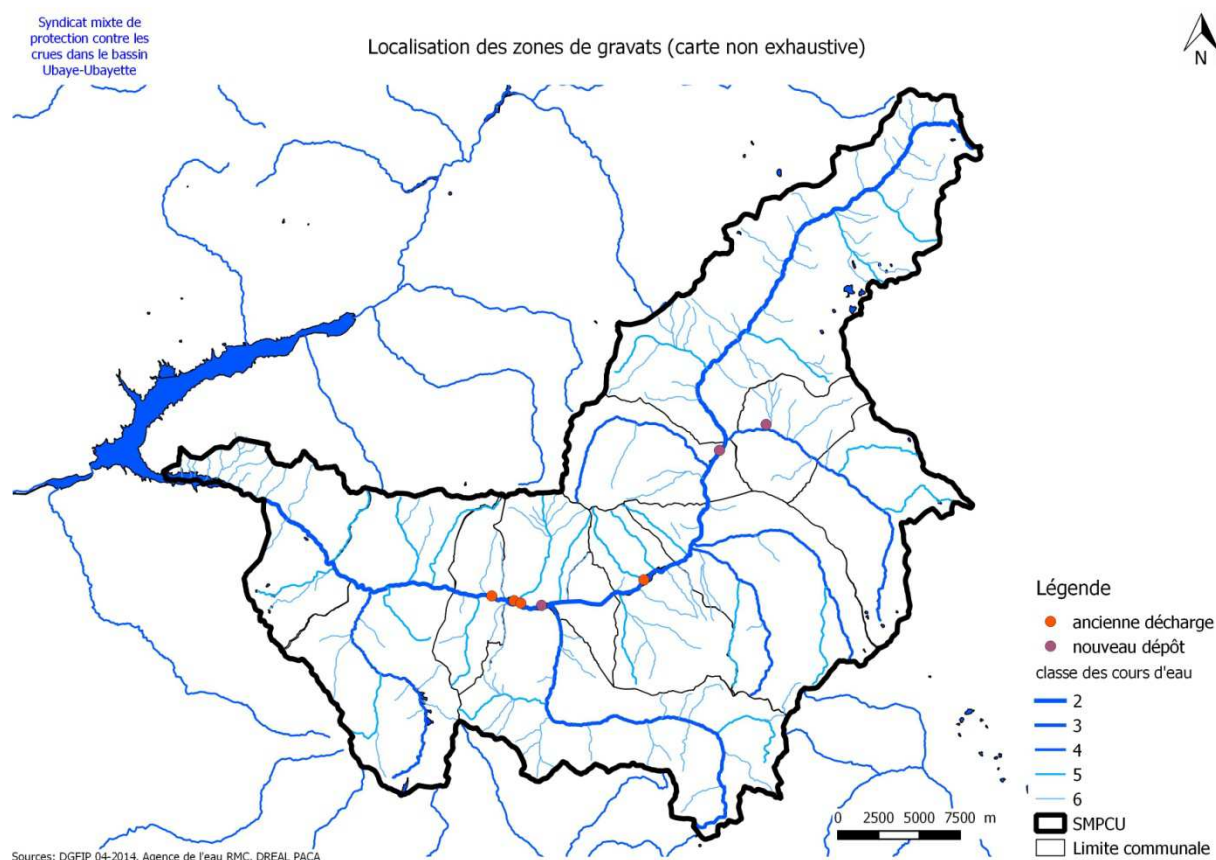 Syndicat mixte de
protection contre les
crues dans le bassin
Ubaye-Ubayette
Localisation des zones de gravats (carte non exhaustive)
N
Légende
ancienne décharge
nouveau dépôt
classe des cours d'eau
2
3
4
5
6
SMPCU
Limite communale
0 2500 5000 7500 m
Sources: DGFIP 04-2014, Agence de l'eau RMC, DREAL PACA